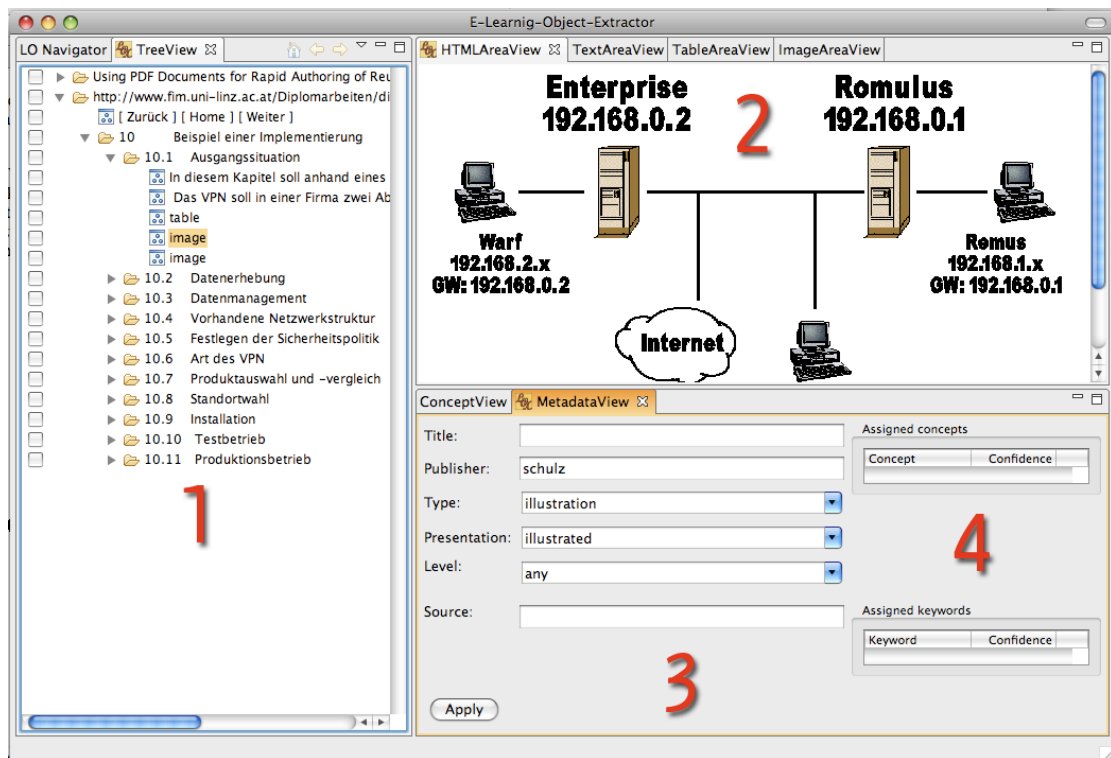 E-Learnig-Object-Extractor
LO Navigator TreeView
Using PDF Documents for Rapid Authoring of Reu
http://www.fim.uni-linz.ac.at/Diplomarbeiten/di
[ Zurück ] [ Home ] [ Weiter ]
10 Beispiel einer Implementierung
10.1 Ausgangssituation
In diesem Kapitel soll anhand eines
Das VPN soll in einer Firma zwei Ab
table
image
image
10.2 Datenerhebung
10.3 Datenmanagement
10.4 Vorhandene Netzwerkstruktur
10.5 Festlegen der Sicherheitspolitik
10.6 Art des VPN
10.7 Produktauswahl und -vergleich
10.8 Standortwahl
10.9 Installation
10.10 Testbetrieb
10.11 Produktionsbetrieb
1
HTMLAreaView TextAreaView TableAreaView ImageAreaView
Enterprise
192.168.0.2
Romulus
192.168.0.1
2
Warf
192.168.2.x
GW: 192.168.0.2
Remus
192.168.1.x
GW: 192.168.0.1
Internet
ConceptView MetadataView
Title:
Publisher: schulz
Type: illustration
Presentation: illustrated
Level: any
Source:
Apply
3
Assigned concepts
Concept Confidence
4
Assigned keywords
Keyword Confidence